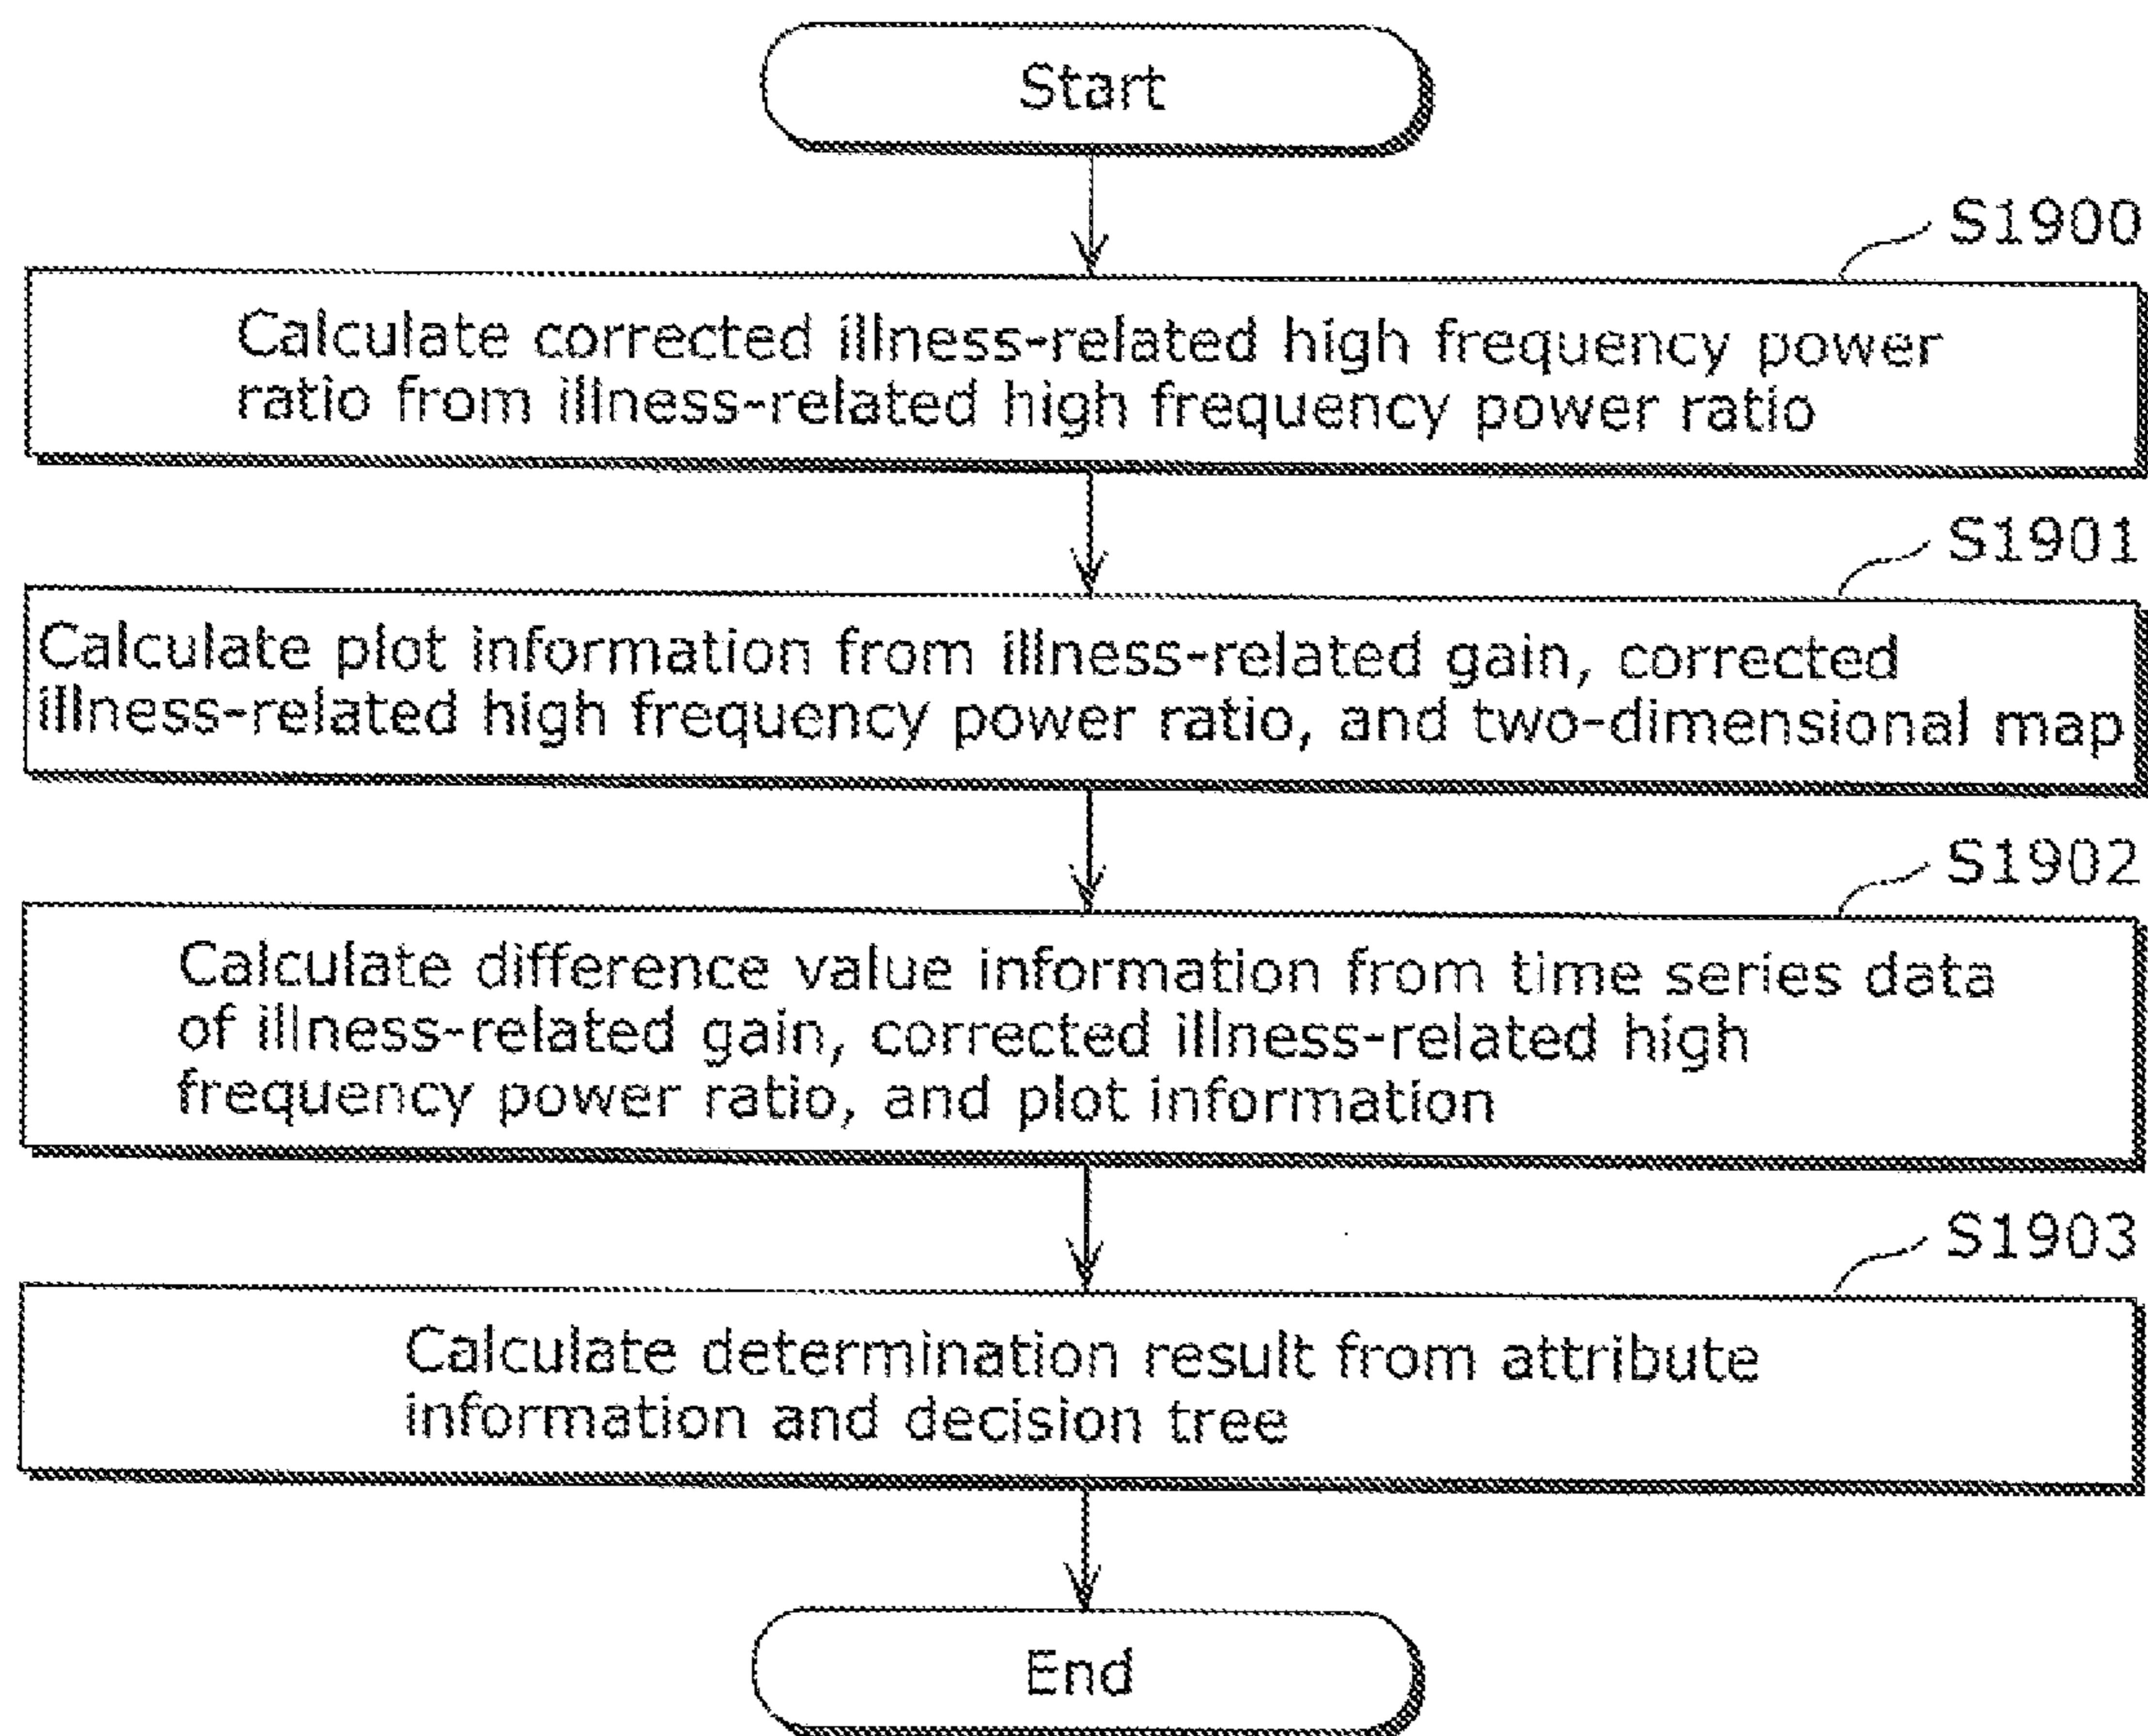 Start
S1900
Calculate corrected illness-related high frequency power
ratio from illness-related high frequency power ratio
S1901
Calculate plot information from illness-related gain, corrected
illness-related high frequency power ratio, and two-dimensional map
S1902
Calculate difference value information from time series data
of illness-related gain, corrected illness-related high
frequency power ratio, and plot information
S1903
Calculate determination result from attribute
information and decision tree
End